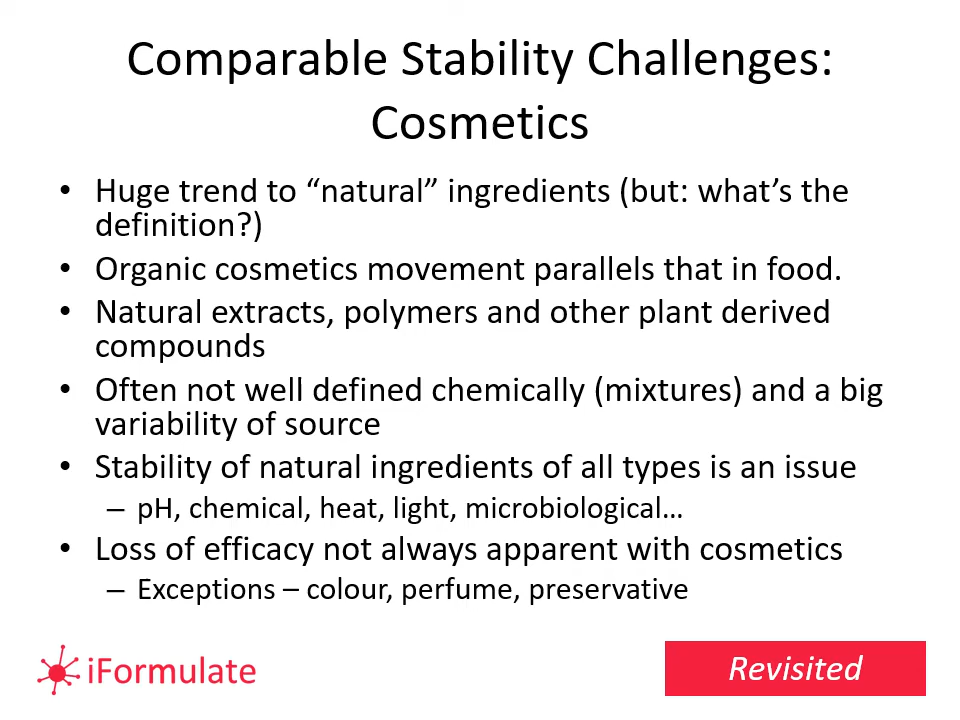 Comparable Stability Challenges:
Cosmetics
• Huge trend to “natural” ingredients (but: what’s the
definition?)
• Organic cosmetics movement parallels that in food.
• Natural extracts, polymers and other plant derived
compounds
• Often not well defined chemically (mixtures) and a big
variability of source
• Stability of natural ingredients of all types is an issue
– pH, chemical, heat, light, microbiological…
• Loss of efficacy not always apparent with cosmetics
– Exceptions – colour, perfume, preservative
iFormulate
Revisited